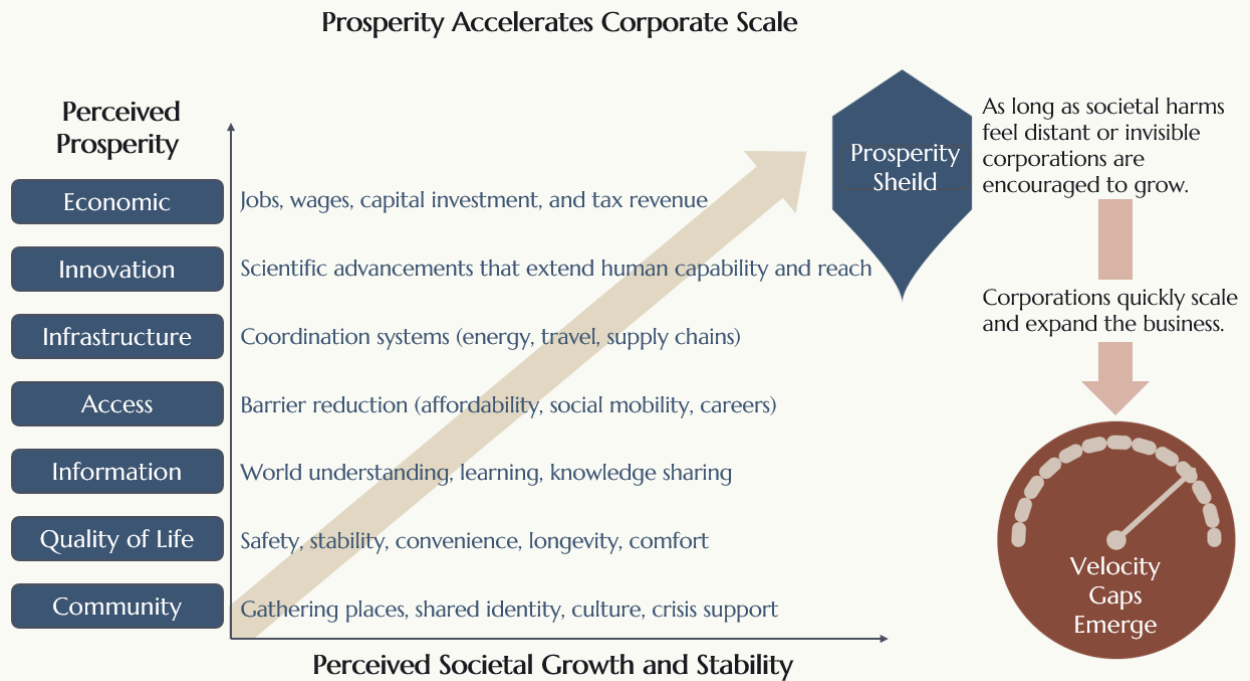 Prosperity Accelerates Corporate Scale
Perceived
Prosperity
Economic
Jobs, wages, capital investment, and tax revenue
Innovation
Scientific advancements that extend human capability and reach
Infrastructure
Coordination systems (energy, travel, supply chains)
Access
Barrier reduction (affordability, social mobility, careers)
Information
World understanding, learning, knowledge sharing
Quality of Life
Safety, stability, convenience, longevity, comfort
Community
Gathering places, shared identity, culture, crisis support
Perceived Societal Growth and Stability
Prosperity
Sheild
As long as societal harms
feel distant or invisible
corporations are
encouraged to grow.
Corporations quickly scale
and expand the business.
Velocity
Gaps
Emerge